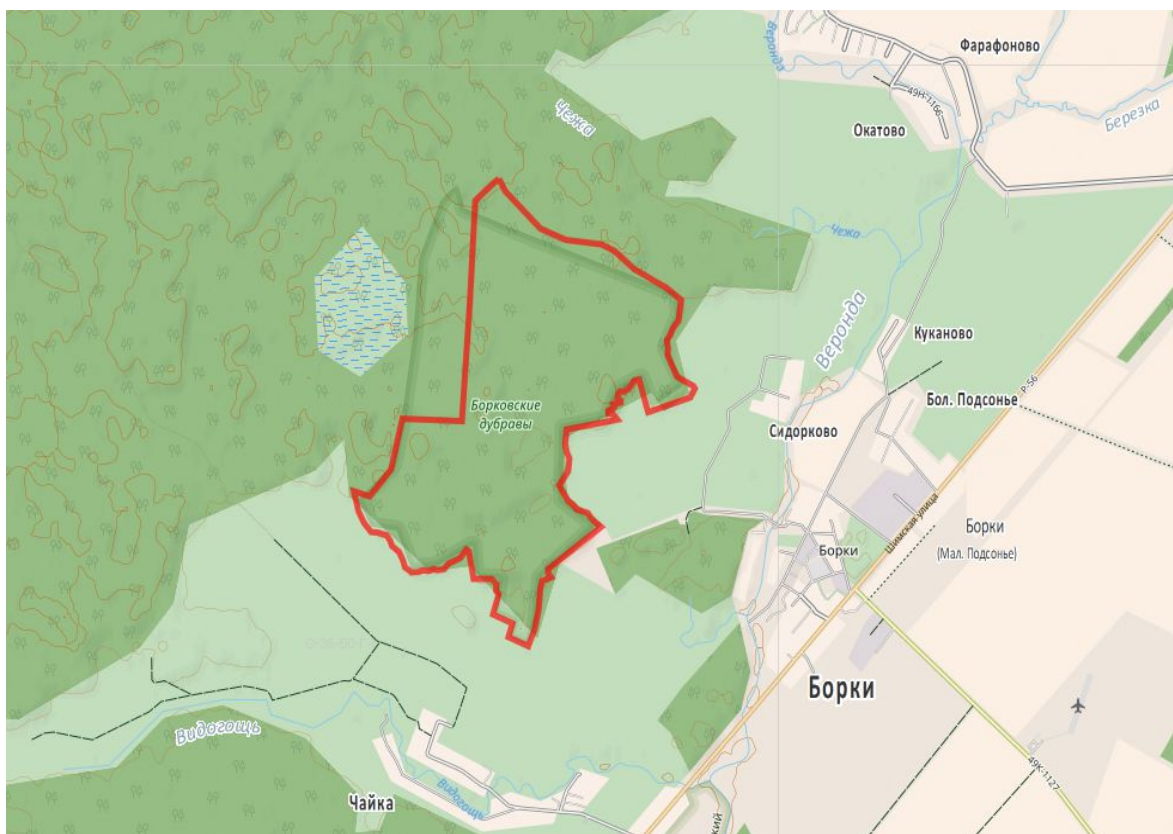 Веронда
Фарафоново
49Н-1166
Березка
Чежа
Окатово
Чежа
Веронда
Куканово
Р-56
Бол. Подсонье
Борковские
дубравы
Сидорково
Шимская улица
Борки
(Мал. Подсонье)
Борки
Борки
Видогощь
49К-1127
Видогощь
Чайка